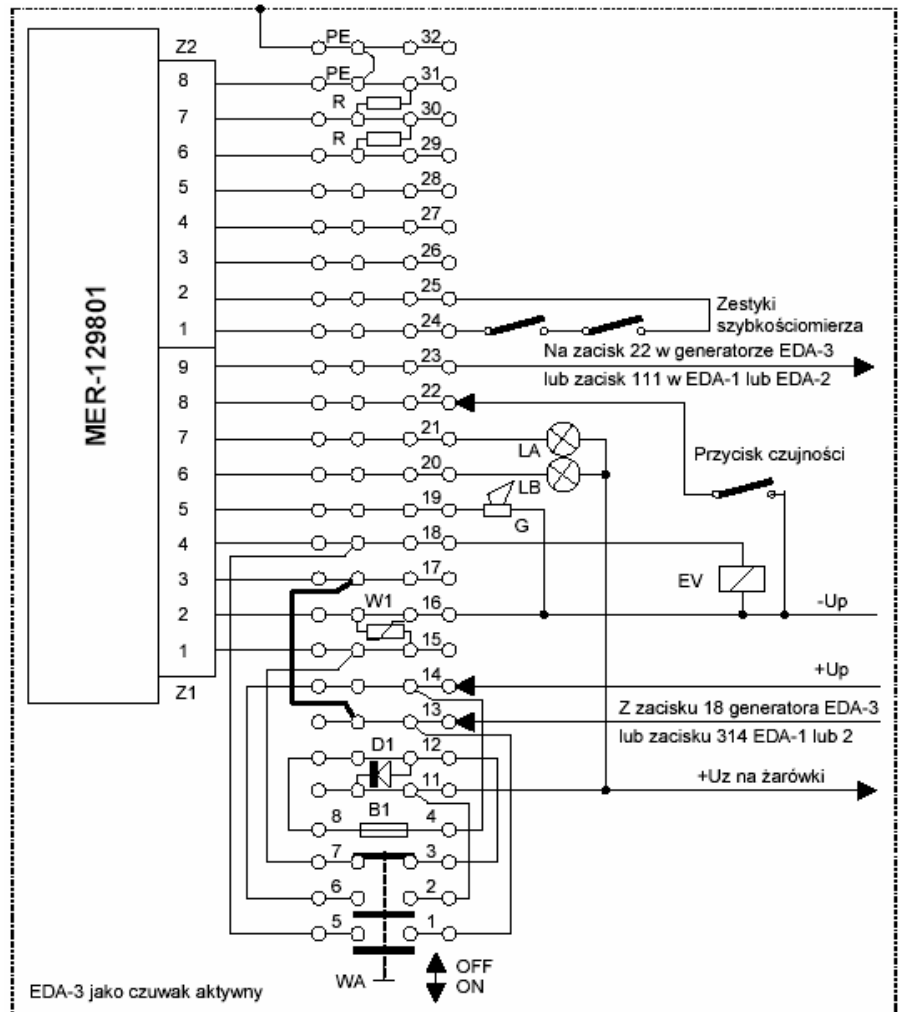 Z2
PE 32
8 PE 31
R
7 30
R
6 29
5 28
4 27
3 26
2 25
Zestyki
szybkościomierza
1 24
Na zacisk 22 w generatorze EDA-3
9 23
lub zacisk 111 w EDA-1 lub EDA-2
8 22
MER-129801
7 21
LA
Przycisk czujności
6 20
LB
5 19
G
4 18
3 17
EV
W1
2 16
-Up
1 15
+Up
Z1
14
Z zacisku 18 generatora EDA-3
13
lub zacisku 314 EDA-1 lub 2
D1 12
+Uz na żarówki
11
B1
8 4
7 3
6 2
5 1
OFF
WA
ON
EDA-3 jako czuwak aktywny